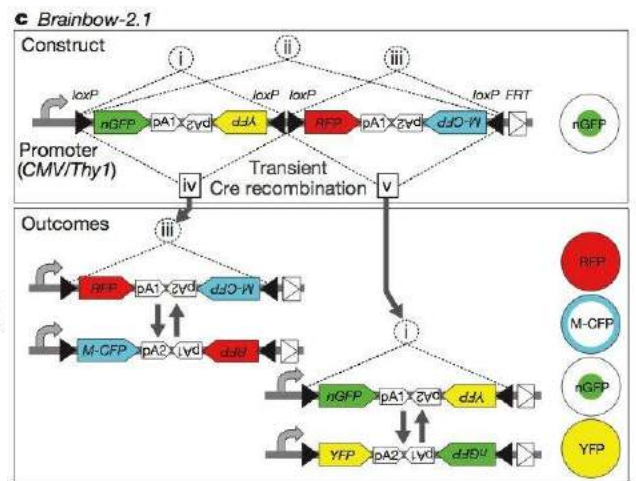 c Brainbow-2.1
Construct
i
ii
iii
loxP
loxP loxP
loxP FRT
nGFP pA1 pA2 YFP
RFP pA1 pA2 M-CFP
nGFP
Promoter
(CMV/Thy1)
Transient
Cre recombination
iv
v
Outcomes
iii
RFP pA1 pA2 M-CFP
M-CFP pA2 pA1 RFP
i
nGFP pA1 pA2 YFP
YFP pA2 pA1 nGFP
RFP
M-CFP
nGFP
YFP